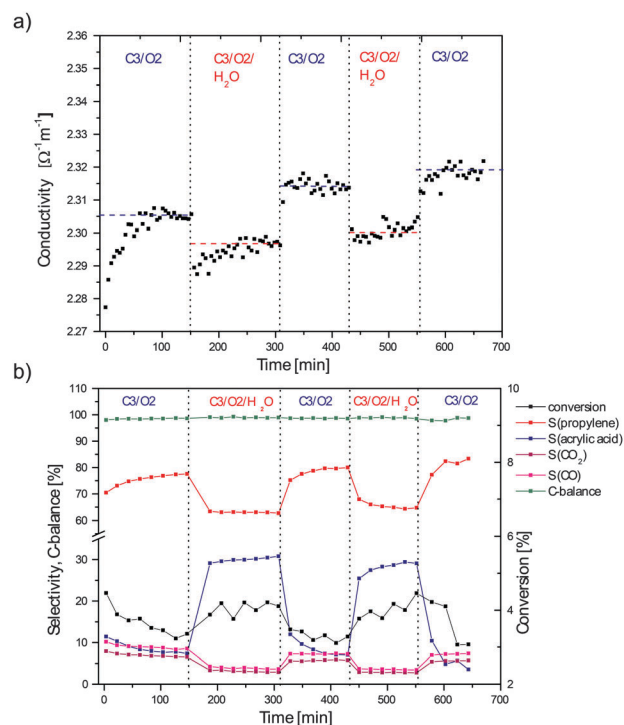 a)
2.36
2.35
2.34
2.33
2.32
2.31
2.30
2.29
2.28
2.27
Conductivity [Ω⁻¹m⁻¹]
C3/O2
C3/O2/
H₂O
C3/O2
C3/O2/
H₂O
C3/O2
0 100 200 300 400 500 600 700
Time [min]
b)
C3/O2 C3/O2/H₂O C3/O2 C3/O2/H₂O C3/O2
110
100
90
80
70
60
30
20
10
0
Selectivity, C-balance [%]
10
8
6
4
2
Conversion [%]
conversion
S(propylene)
S(acrylic acid)
S(CO₂)
S(CO)
C-balance
0 100 200 300 400 500 600 700
Time [min]